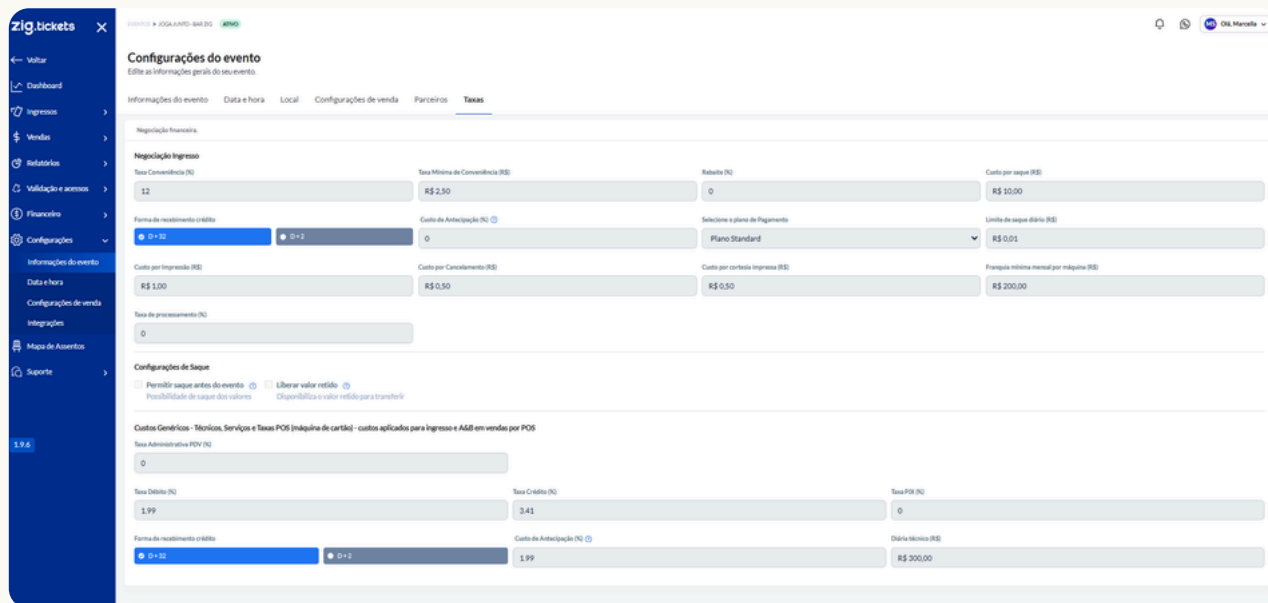 zig.tickets
EVENTOS > JOGA JUNTO - BAR ZIG ATIVO
MS Olá, Marcella
Voltar
Dashboard
Ingressos
Vendas
Relatórios
Validação e acessos
Financeiro
Configurações
Informações do evento
Data e hora
Configurações de venda
Integrações
Mapa de Assentos
Suporte
1.9.6
Configurações do evento
Edite as informações gerais do seu evento.
Informações do evento Data e hora Local Configurações de venda Parceiros Taxas
Negociação financeira.
Negociação Ingresso
Taxa Conveniência (%) Taxa Mínima de Conveniência (R$) Rebaite (%) Custo por saque (R$)
12 R$ 2,50 0 R$ 10,00
Forma de recebimento crédito Custo de Antecipação (%) Selecione o plano de Pagamento Limite de saque diário (R$)
D+32 D+2 0 Plano Standard R$ 0,01
Custo por Impressão (R$) Custo por Cancelamento (R$) Custo por cortesia impressa (R$) Franquia mínima mensal por máquina (R$)
R$ 1,00 R$ 0,50 R$ 0,50 R$ 200,00
Taxa de processamento (%)
0
Configurações de Saque
Permitir saque antes do evento Liberar valor retido
Possibilidade de saque dos valores Disponibiliza o valor retido para transferir
Custos Genéricos - Técnicos, Serviços e Taxas POS (máquina de cartão) - custos aplicados para ingresso e A&B em vendas por POS
Taxa Administrativa PDV (%)
0
Taxa Débito (%) Taxa Crédito (%) Taxa PIX (%)
1.99 3.41 0
Forma de recebimento crédito Custo de Antecipação (%) Diária técnico (R$)
D+32 D+2 1.99 R$ 300,00